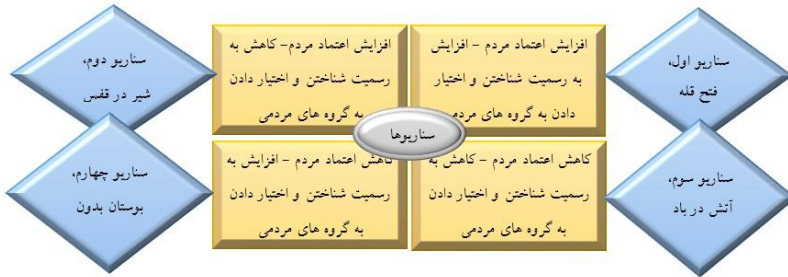 سناریو اول،
فتح قله
افزایش اعتماد مردم - افزایش
به رسمیت شناختن و اختیار
دادن به گروه های مردمی
افزایش اعتماد مردم- کاهش به
رسمیت شناختن و اختیار دادن
به گروه های مردمی
سناریو دوم،
شیر در قفس
سناریوها
سناریو سوم،
آتش در باد
کاهش اعتماد مردم - کاهش به
رسمیت شناختن و اختیار دادن
به گروه های مردمی
کاهش اعتماد مردم - افزایش به
رسمیت شناختن و اختیار دادن
به گروه های مردمی
سناریو چهارم،
بوستان بدون